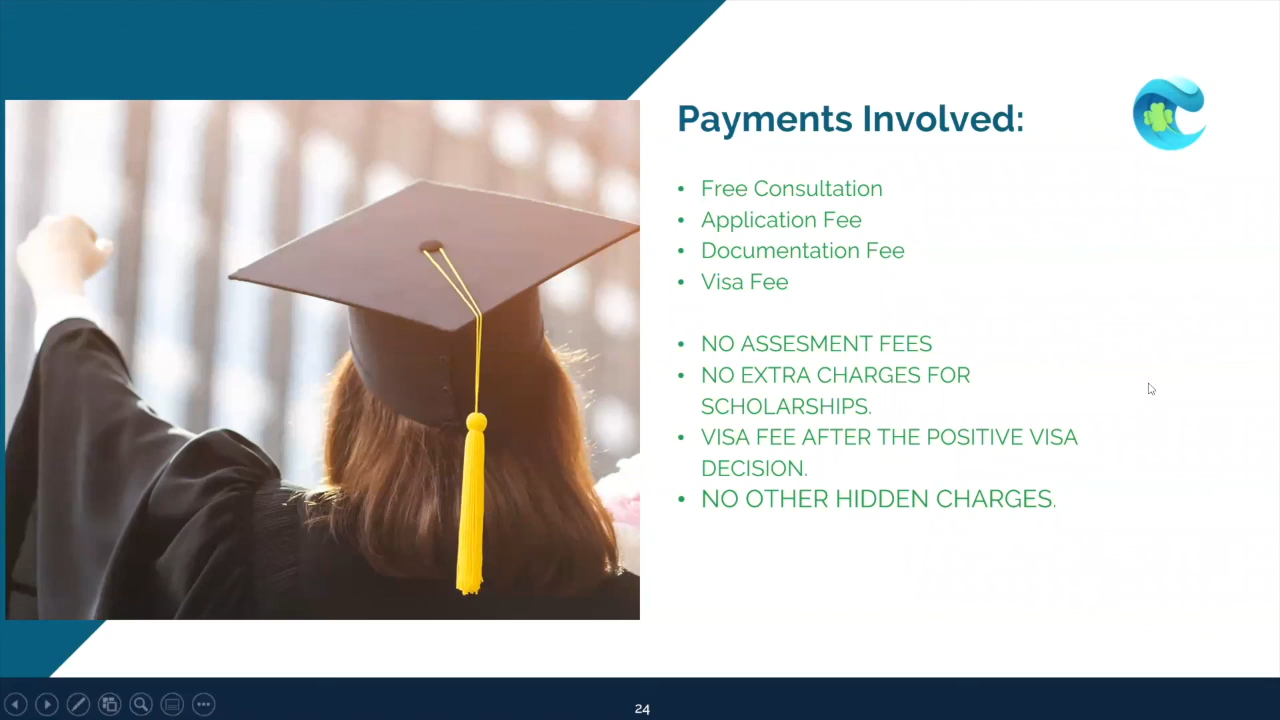 Payments Involved:
• Free Consultation
• Application Fee
• Documentation Fee
• Visa Fee
• NO ASSESMENT FEES
• NO EXTRA CHARGES FOR
SCHOLARSHIPS.
• VISA FEE AFTER THE POSITIVE VISA
DECISION.
• NO OTHER HIDDEN CHARGES.
24